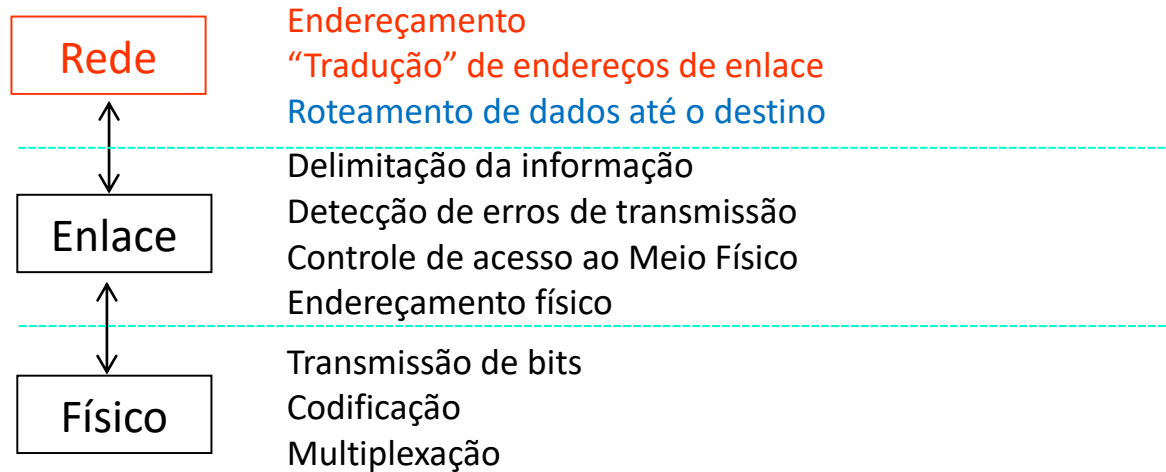 Rede
Endereçamento
“Tradução” de endereços de enlace
Roteamento de dados até o destino
Enlace
Delimitação da informação
Detecção de erros de transmissão
Controle de acesso ao Meio Físico
Endereçamento físico
Físico
Transmissão de bits
Codificação
Multiplexação